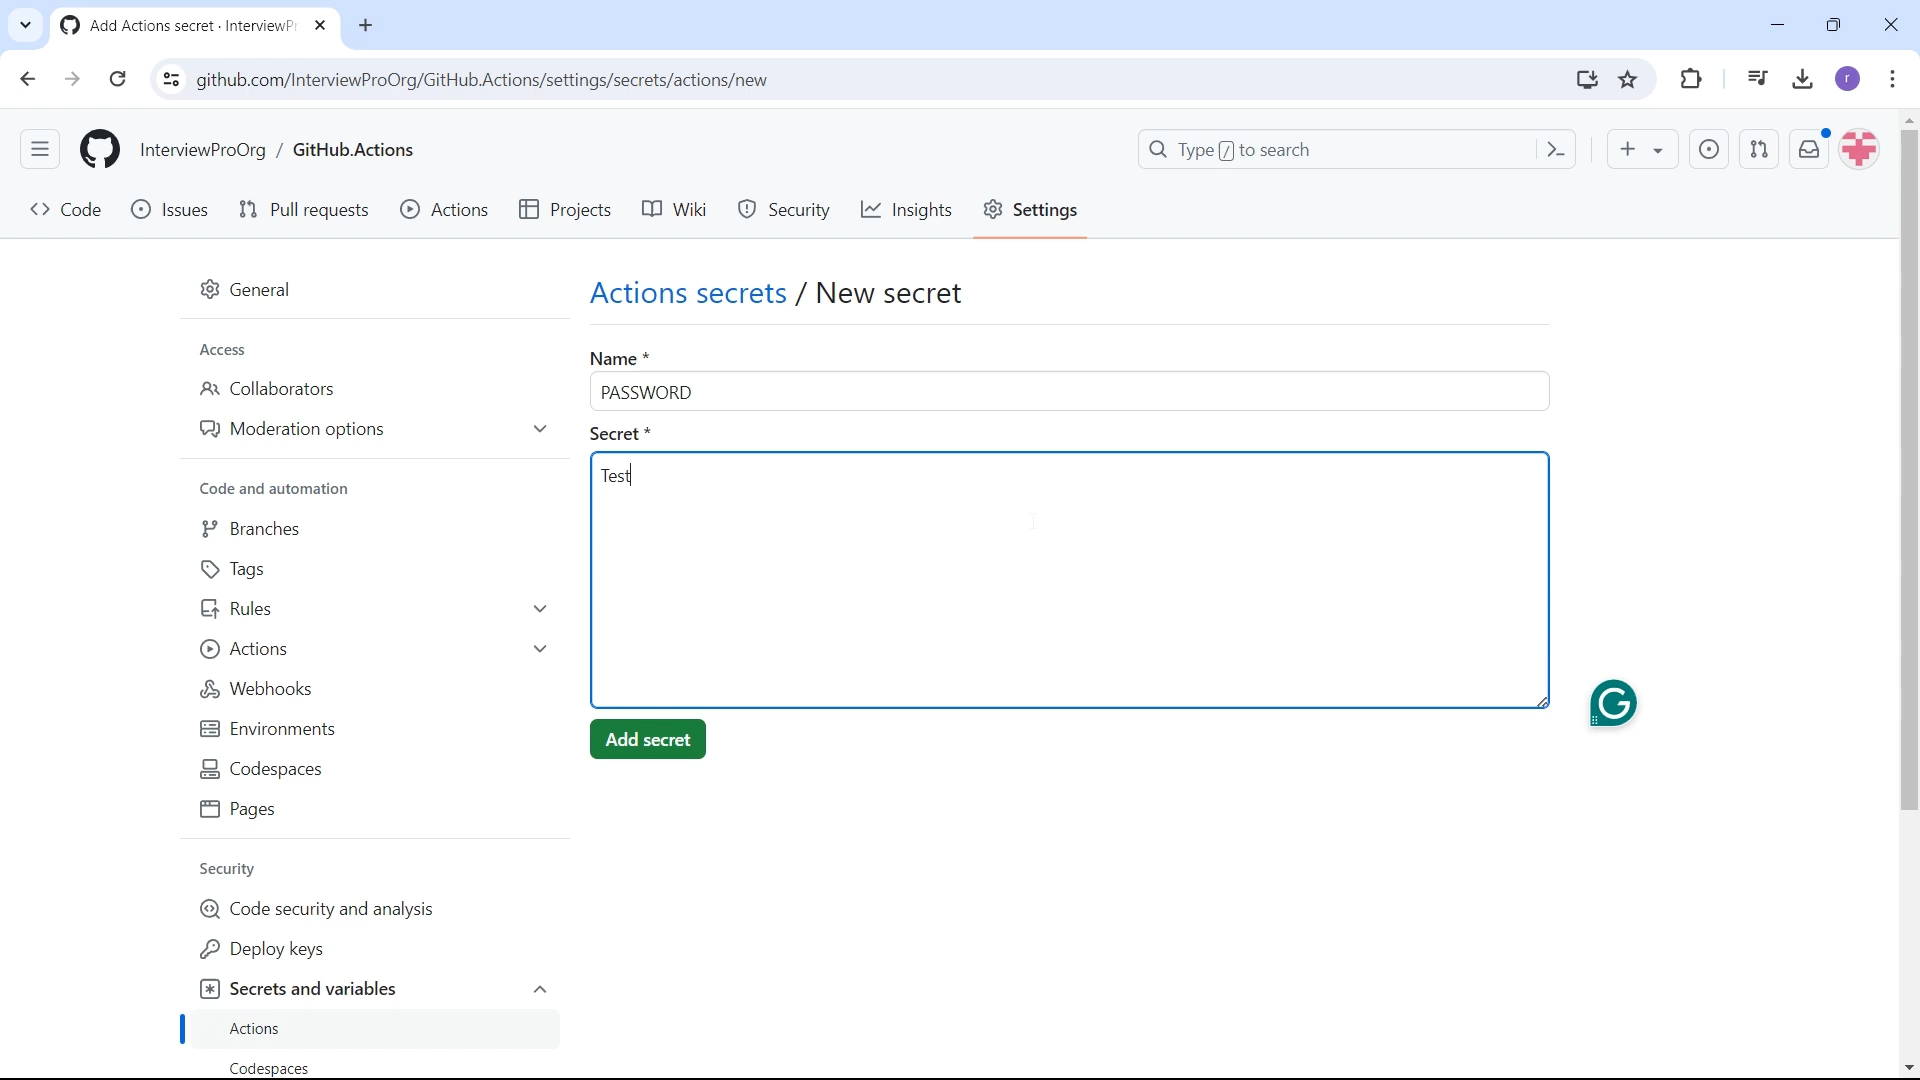 Add Actions secret · InterviewPr
github.com/InterviewProOrg/GitHub.Actions/settings/secrets/actions/new
r
InterviewProOrg / GitHub.Actions
Type / to search
Code
Issues
Pull requests
Actions
Projects
Wiki
Security
Insights
Settings
General
Access
Collaborators
Moderation options
Code and automation
Branches
Tags
Rules
Actions
Webhooks
Environments
Codespaces
Pages
Security
Code security and analysis
Deploy keys
Secrets and variables
Actions
Codespaces
Actions secrets / New secret
Name *
PASSWORD
Secret *
Test
Add secret